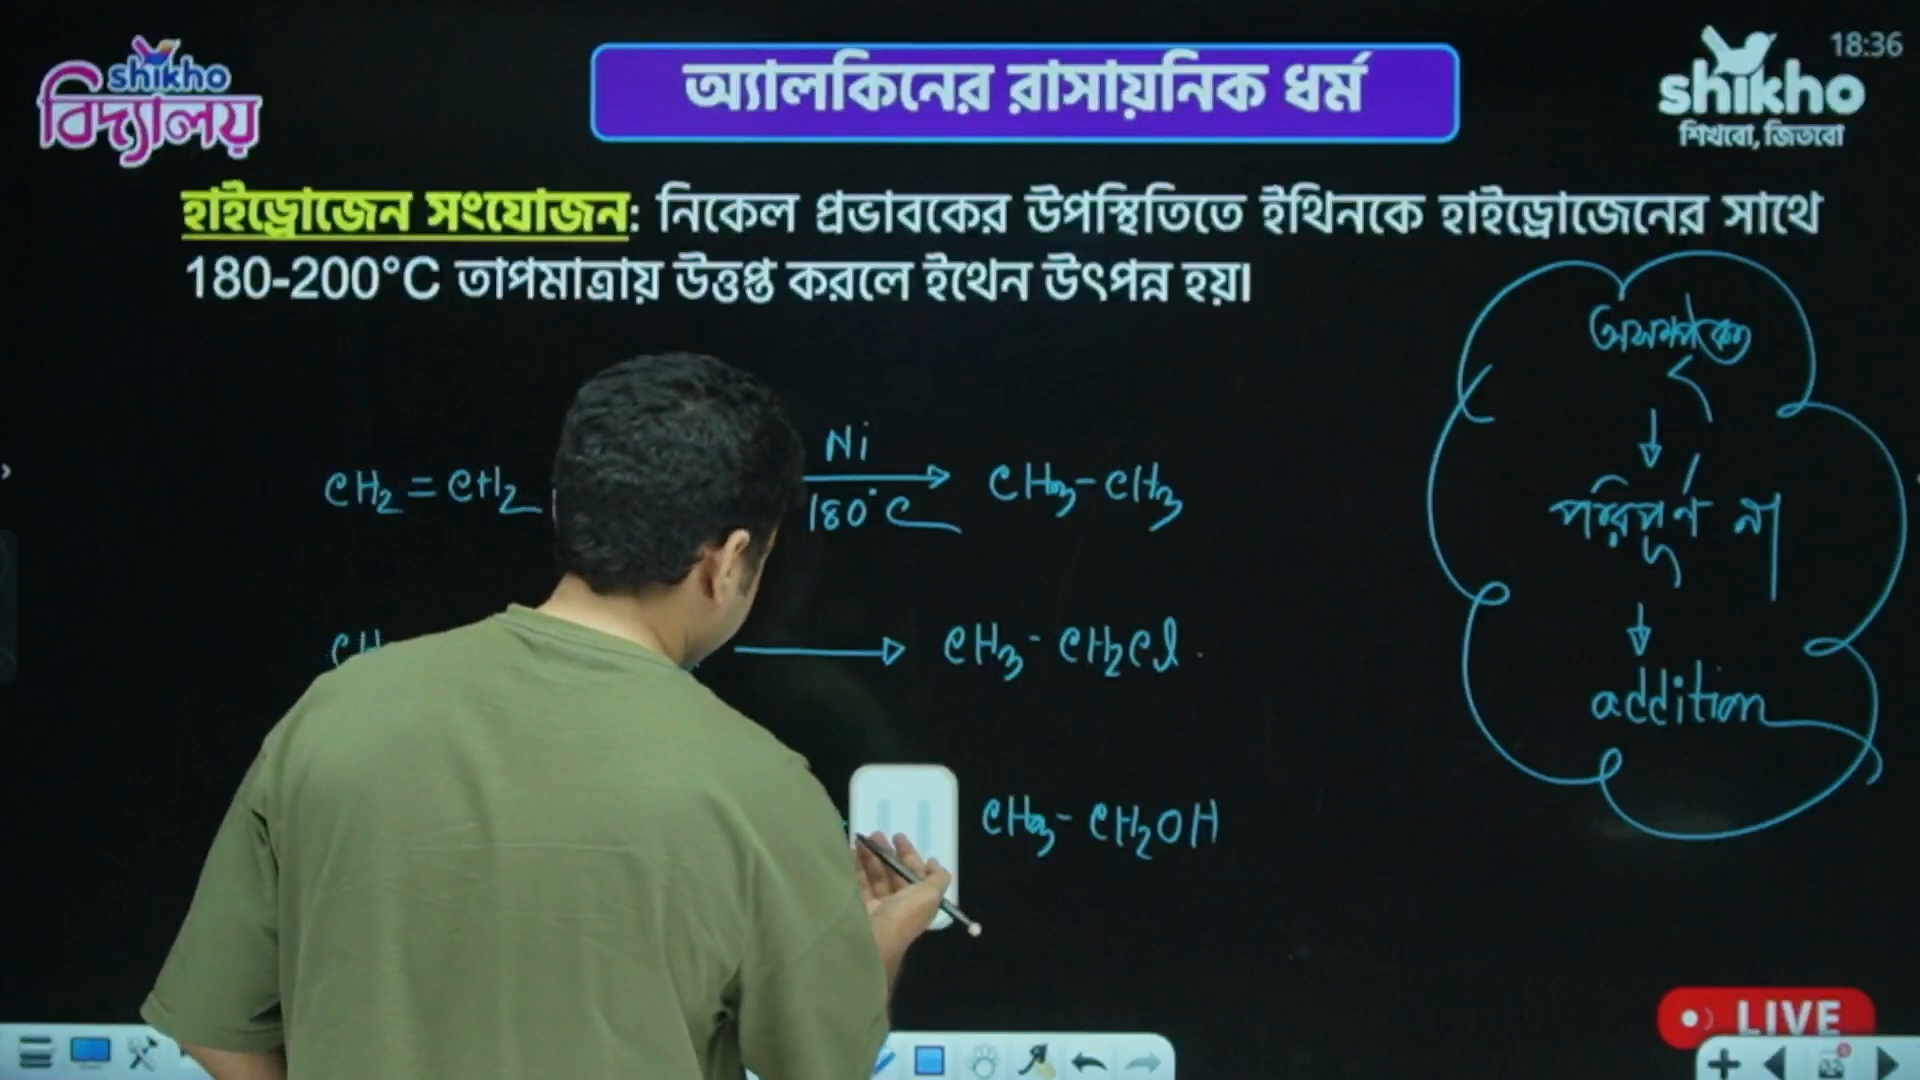 shikho
বিদ্যালয়
অ্যালকিনের রাসায়নিক ধর্ম
18:36
shikho
শিখবো, জিতবো
হাইড্রোজেন সংযোজন: নিকেল প্রভাবকের উপস্থিতিতে ইথিনকে হাইড্রোজেনের সাথে
180-200°C তাপমাত্রায় উত্তপ্ত করলে ইথেন উৎপন্ন হয়।
CH₂ = CH₂ Ni 180°C CH₃ - CH₃
CH CH₃ - CH₂Cl
CH₃ - CH₂OH
পরিপূর্ণ না
addition
LIVE